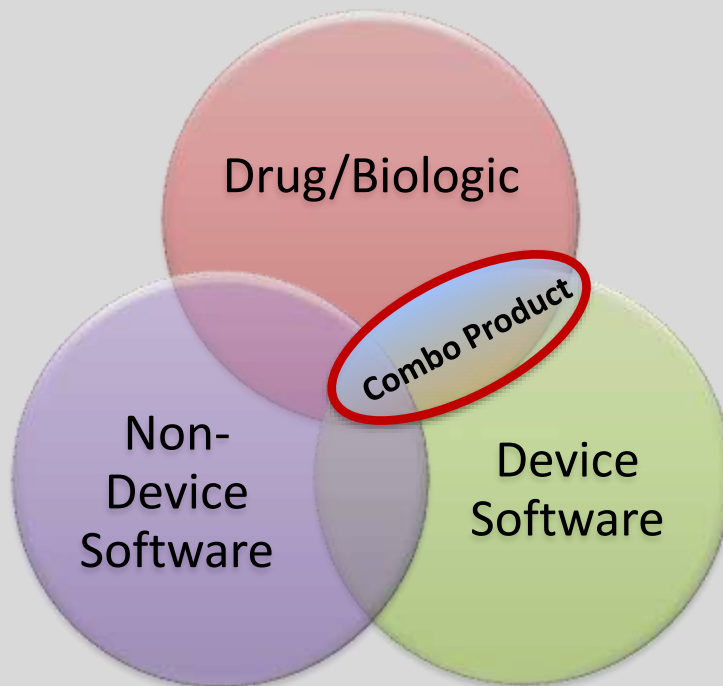 Drug/Biologic
Combo Product
Non-
Device
Software
Device
Software